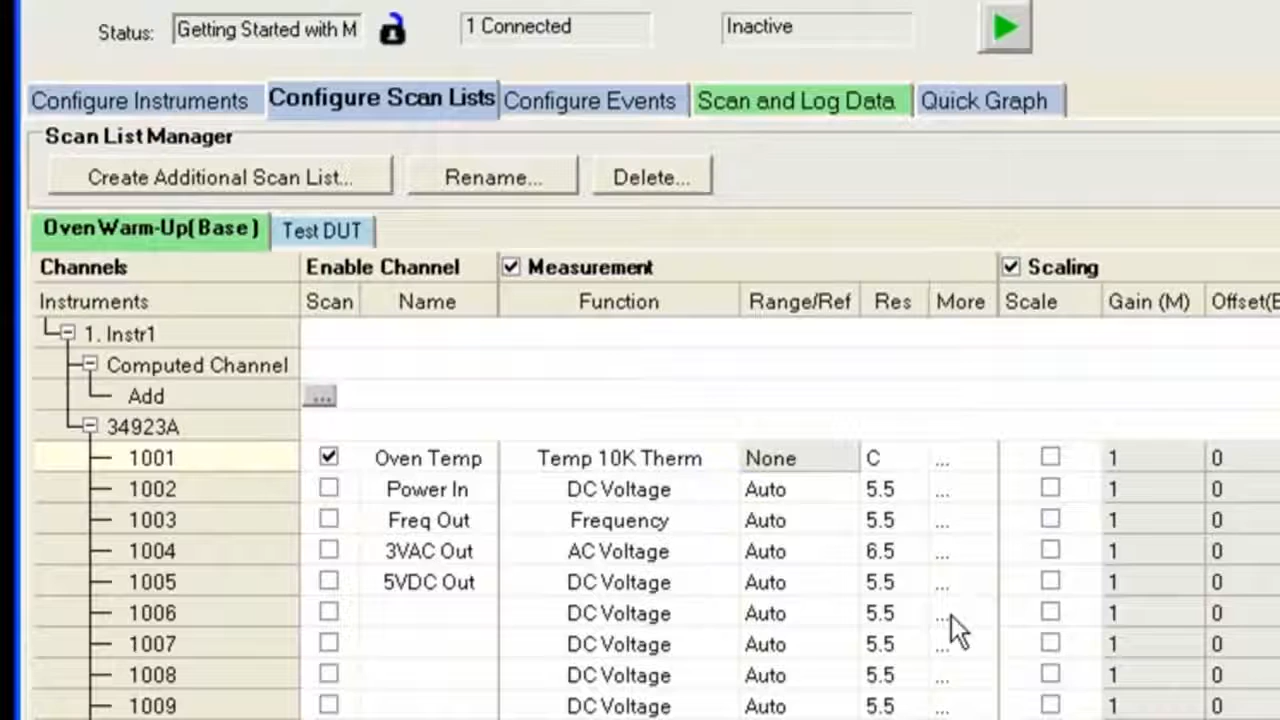 Status: Getting Started with M 1 Connected Inactive
Configure Instruments Configure Scan Lists Configure Events Scan and Log Data Quick Graph
Scan List Manager
Create Additional Scan List... Rename... Delete...
Oven Warm-Up(Base) Test DUT
Channels Enable Channel Measurement Scaling
Instruments Scan Name Function Range/Ref Res More Scale Gain (M) Offset(B
1. Instr1
Computed Channel
Add ...
34923A
1001 Oven Temp Temp 10K Therm None C ... 1 0
1002 Power In DC Voltage Auto 5.5 ... 1 0
1003 Freq Out Frequency Auto 5.5 ... 1 0
1004 3VAC Out AC Voltage Auto 6.5 ... 1 0
1005 5VDC Out DC Voltage Auto 5.5 ... 1 0
1006 DC Voltage Auto 5.5 ... 1 0
1007 DC Voltage Auto 5.5 ... 1 0
1008 DC Voltage Auto 5.5 ... 1 0
1009 DC Voltage Auto 5.5 ... 1 0